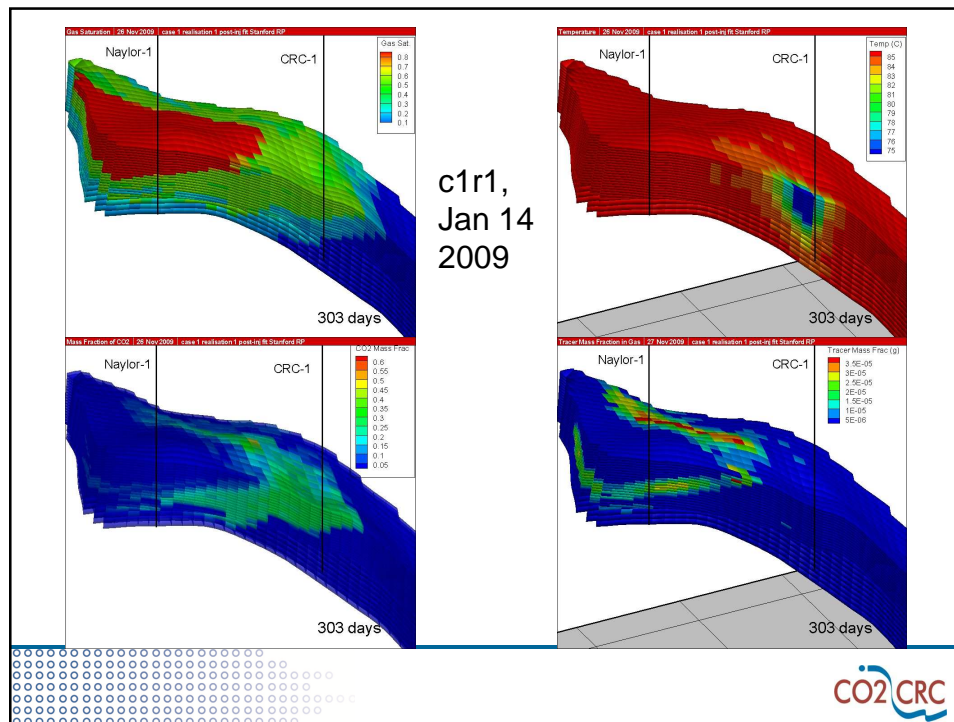 Gas Saturation | 26 Nov 2009 | case 1 realisation 1 post-inj fit Stanford RP
Naylor-1
CRC-1
Gas Sat.
0.8
0.7
0.6
0.5
0.4
0.3
0.2
0.1
303 days
c1r1,
Jan 14
2009
Temperature | 26 Nov 2009 | case 1 realisation 1 post-inj fit Stanford RP
Naylor-1
CRC-1
Temp (C)
85
84
83
82
81
80
79
78
77
76
75
303 days
Mass Fraction of CO2 | 26 Nov 2009 | case 1 realisation 1 post-inj fit Stanford RP
Naylor-1
CRC-1
CO2 Mass Frac
0.6
0.55
0.5
0.45
0.4
0.35
0.3
0.25
0.2
0.15
0.1
0.05
303 days
Tracer Mass Fraction in Gas | 27 Nov 2009 | case 1 realisation 1 post-inj fit Stanford RP
Naylor-1
CRC-1
Tracer Mass Frac (g)
3.5E-05
3E-05
2.5E-05
2E-05
1.5E-05
1E-05
5E-06
303 days
CO2 CRC